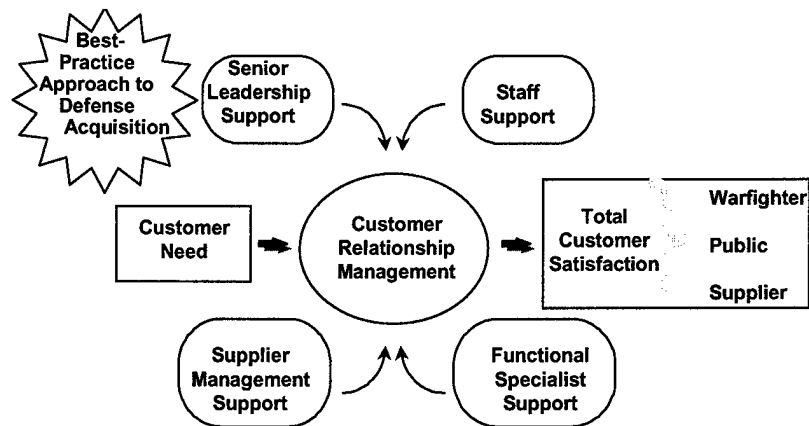 Best-
Practice
Approach to
Defense
Acquisition
Senior
Leadership
Support
Staff
Support
Customer
Need
Customer
Relationship
Management
Total
Customer
Satisfaction
Warfighter
Public
Supplier
Supplier
Management
Support
Functional
Specialist
Support